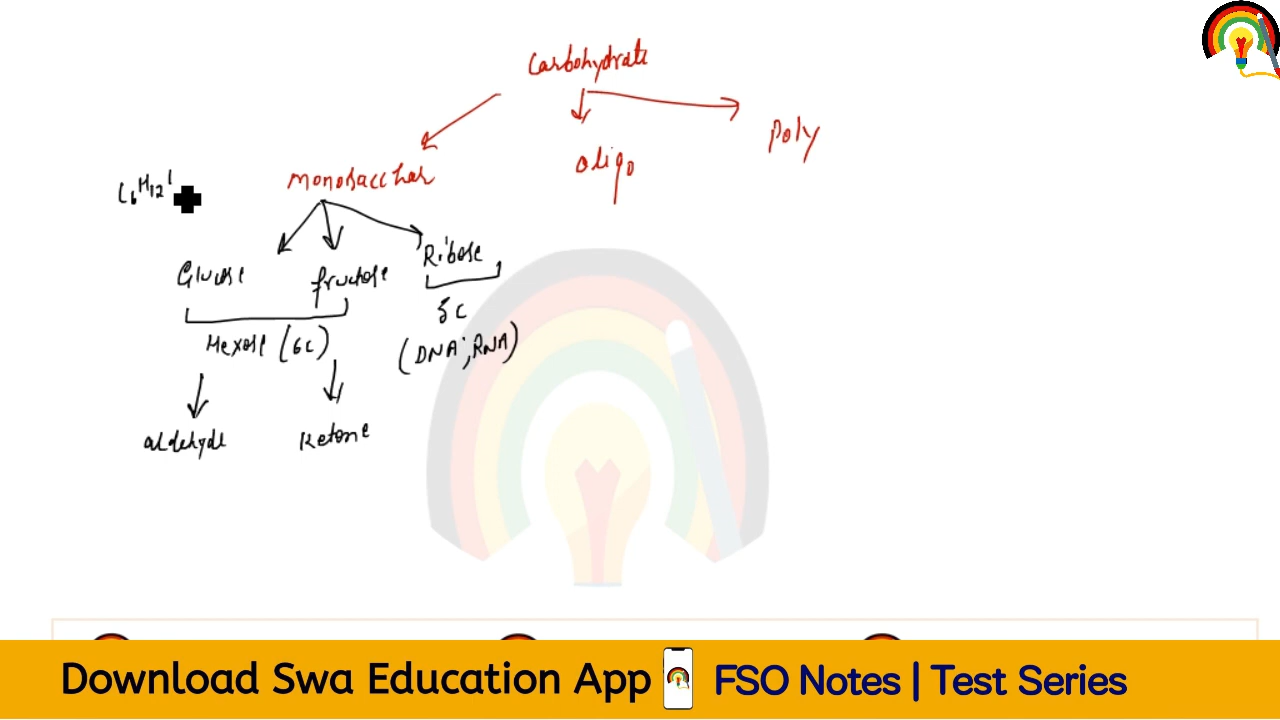 Carbohydrate
Poly
oligo
Monosacchar
C6H12
Glucose
fructose
Ribose
5C
Hexose (6C)
(DNA; RNA)
aldehyde
Ketone
Download Swa Education App
FSO Notes | Test Series